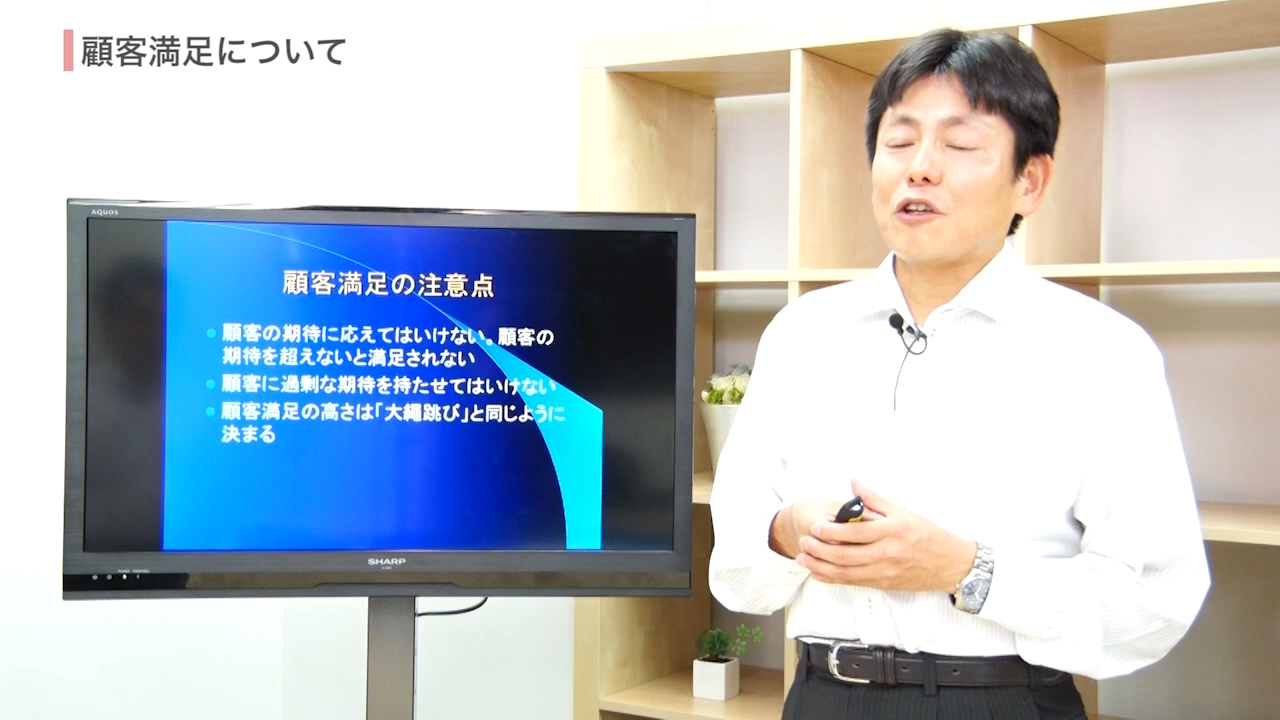 顧客満足について
AQUOS
顧客満足の注意点
顧客の期待に応えてはいけない。顧客の
期待を超えないと満足されない
顧客に過剰な期待を持たせてはいけない
顧客満足の高さは「大縄跳び」と同じように
決まる
SHARP